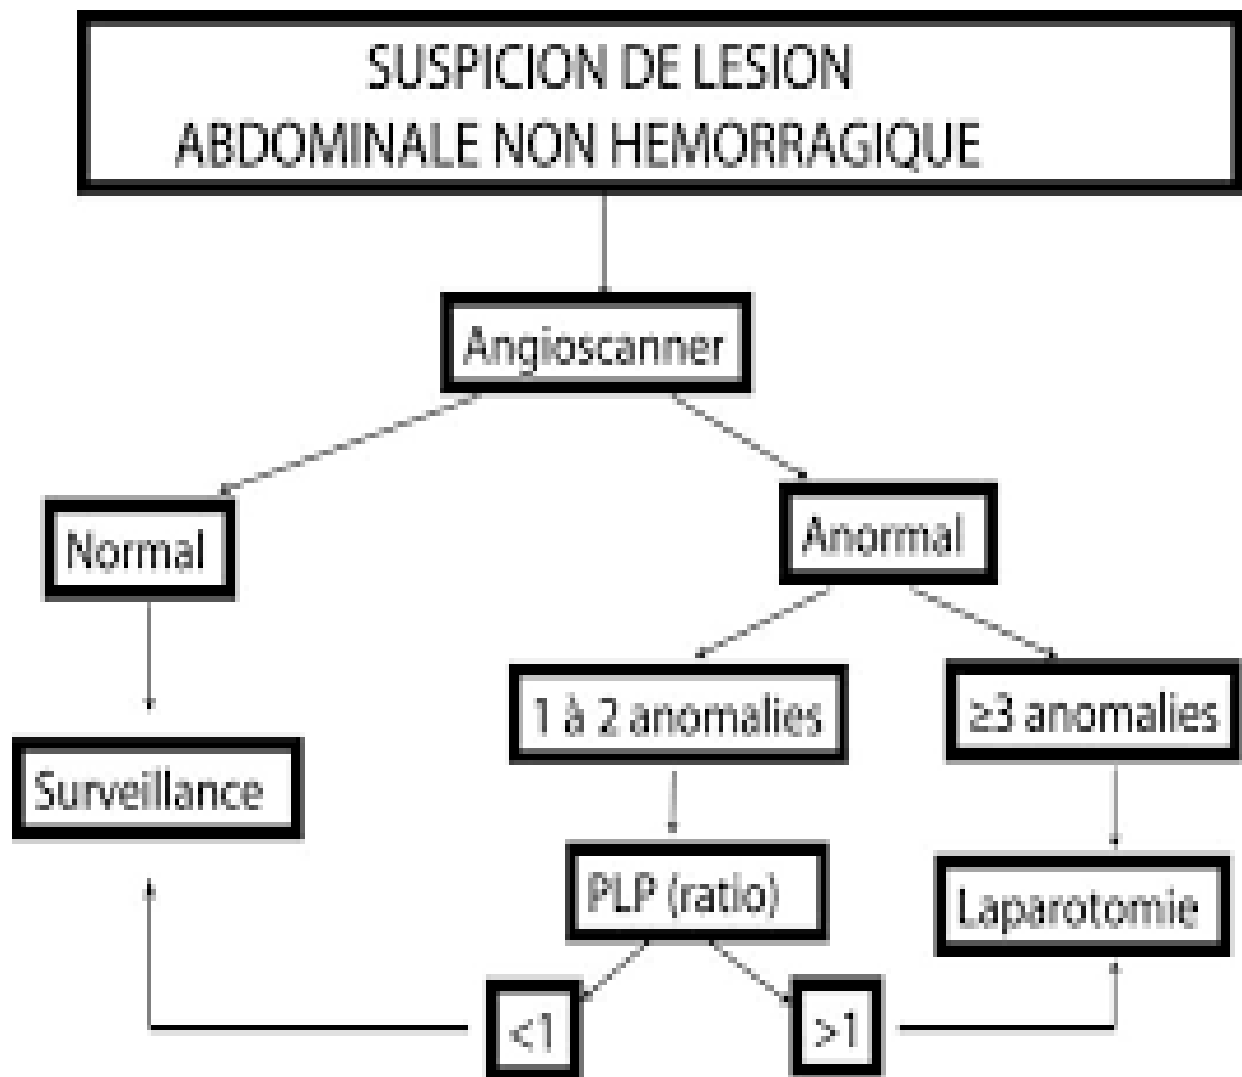 SUSPICION DE LESION
ABDOMINALE NON HEMORRAGIQUE
Angioscanner
Normal
Anormal
1 à 2 anomalies
≥3 anomalies
Surveillance
PLP (ratio)
Laparotomie
<1
>1